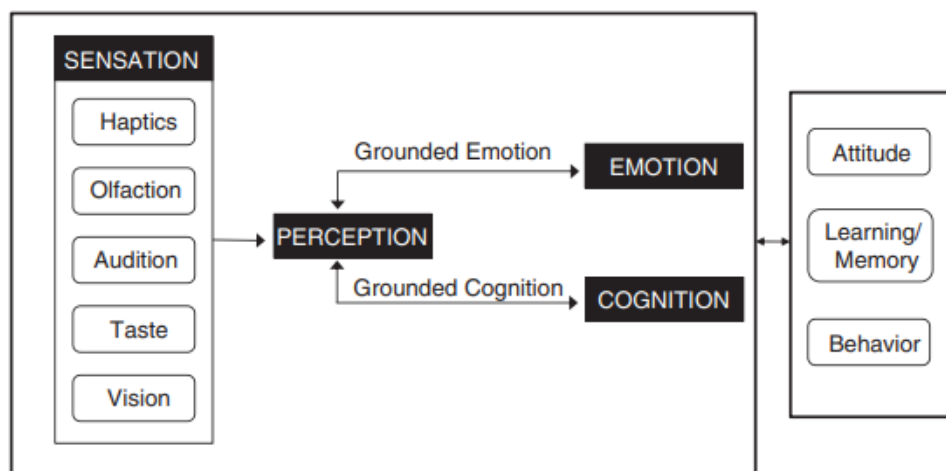 SENSATION
Haptics
Olfaction
Audition
Taste
Vision
PERCEPTION
Grounded Emotion
EMOTION
Grounded Cognition
COGNITION
Attitude
Learning/
Memory
Behavior